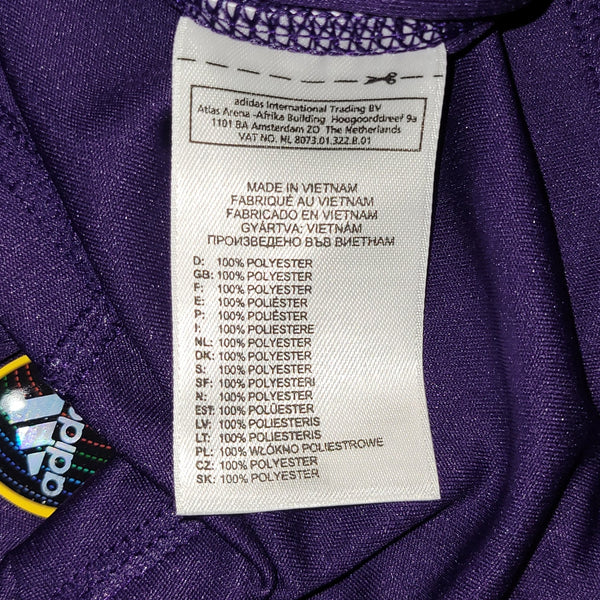 adidas International Trading BV
Atlas Arena -Afrika Building Hoogoorddreef 9a
1101 BA Amsterdam ZO The Netherlands
VAT NO. NL 8073.01.322.B.01
MADE IN VIETNAM
FABRIQUÉ AU VIETNAM
FABRICADO EN VIETNAM
GYÁRTVA: VIETNÁM
ПРОИЗВЕДЕНО ВЪВ ВИЕТНАМ
D: 100% POLYESTER
GB: 100% POLYESTER
F: 100% POLYESTER
E: 100% POLIÉSTER
P: 100% POLIÉSTER
I: 100% POLIESTERE
NL: 100% POLYESTER
DK: 100% POLYESTER
S: 100% POLYESTER
SF: 100% POLYESTERI
N: 100% POLYESTER
EST: 100% POLÜESTER
LV: 100% POLIESTERIS
LT: 100% POLIESTERIS
PL: 100% WŁÓKNO POLIESTROWE
CZ: 100% POLYESTER
SK: 100% POLYESTER
adidas